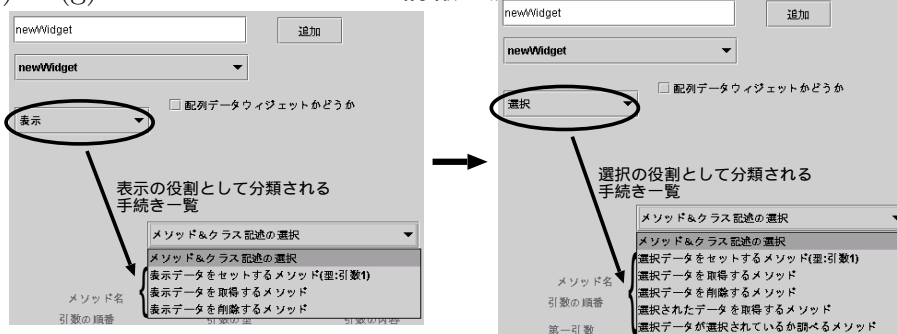 newWidget
追加
newWidget
配列データウィジェットかどうか
表示
表示の役割として分類される
手続き一覧
メソッド&クラス記述の選択
メソッド&クラス記述の選択
表示データをセットするメソッド(型:引数1)
表示データを取得するメソッド
表示データを削除するメソッド
メソッド名
引数の順番
引数の型
引数の内容
newWidget
追加
newWidget
配列データウィジェットかどうか
選択
選択の役割として分類される
手続き一覧
メソッド&クラス記述の選択
メソッド&クラス記述の選択
選択データをセットするメソッド(型:引数1)
選択データを取得するメソッド
選択データを削除するメソッド
選択されたデータを取得するメソッド
選択データが選択されているか調べるメソッド
メソッド名
引数の順番
第一引数